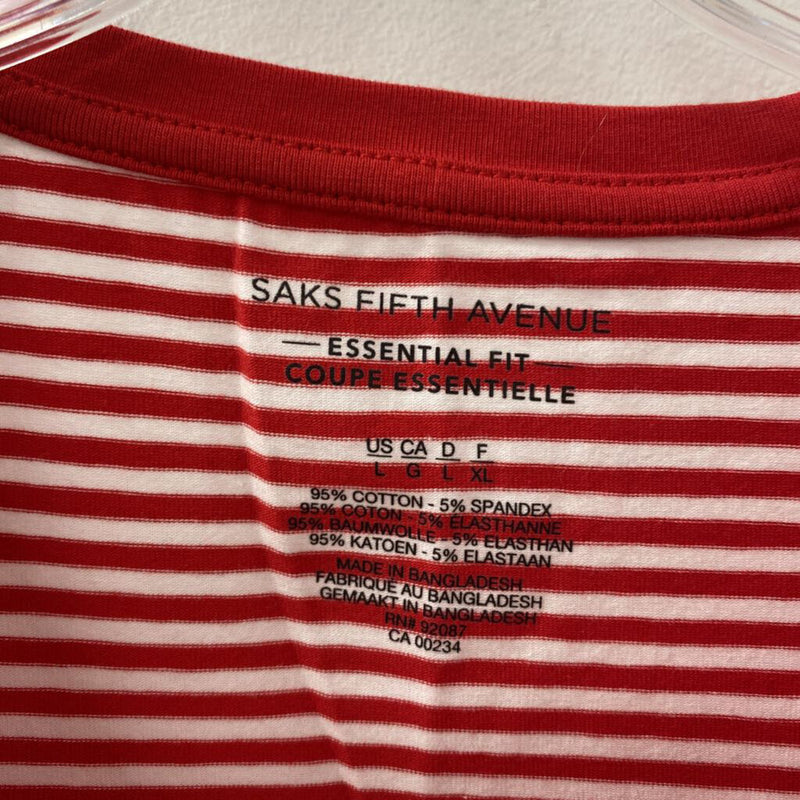 SAKS FIFTH AVENUE
ESSENTIAL FIT
COUPE ESSENTIELLE
US CA D F
L G L XL
95% COTTON - 5% SPANDEX
95% COTON - 5% ÉLASTHANNE
95% BAUMWOLLE - 5% ELASTHAN
95% KATOEN - 5% ELASTAAN
MADE IN BANGLADESH
FABRIQUE AU BANGLADESH
GEMAAKT IN BANGLADESH
RN# 92087
CA 00234